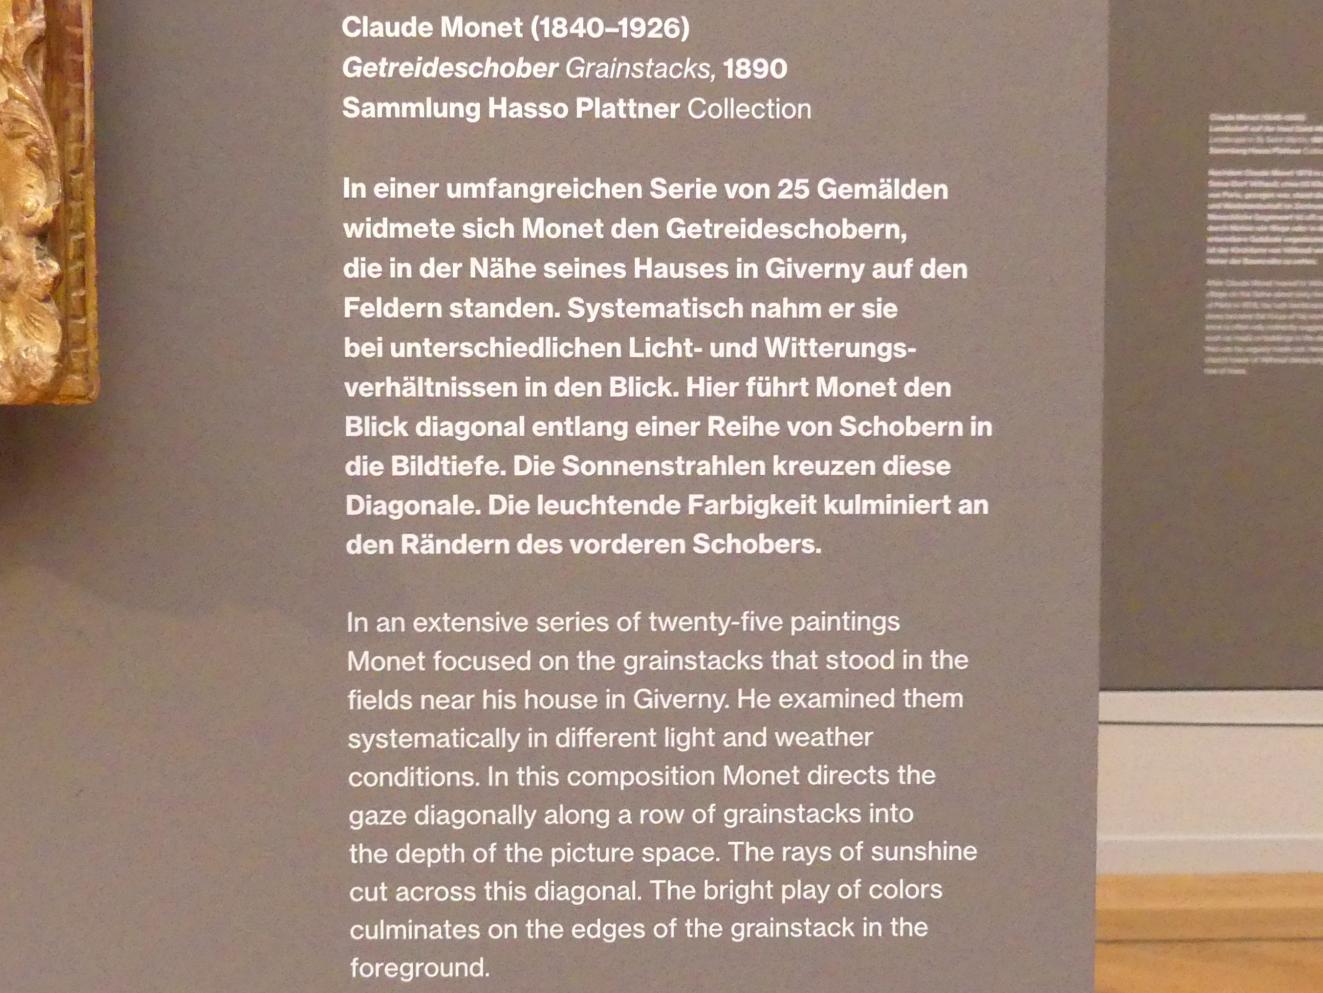 Claude Monet (1840–1926)
Getreideschober Grainstacks, 1890
Sammlung Hasso Plattner Collection
In einer umfangreichen Serie von 25 Gemälden
widmete sich Monet den Getreideschobern,
die in der Nähe seines Hauses in Giverny auf den
Feldern standen. Systematisch nahm er sie
bei unterschiedlichen Licht- und Witterungs-
verhältnissen in den Blick. Hier führt Monet den
Blick diagonal entlang einer Reihe von Schobern in
die Bildtiefe. Die Sonnenstrahlen kreuzen diese
Diagonale. Die leuchtende Farbigkeit kulminiert an
den Rändern des vorderen Schobers.
In an extensive series of twenty-five paintings
Monet focused on the grainstacks that stood in the
fields near his house in Giverny. He examined them
systematically in different light and weather
conditions. In this composition Monet directs the
gaze diagonally along a row of grainstacks into
the depth of the picture space. The rays of sunshine
cut across this diagonal. The bright play of colors
culminates on the edges of the grainstack in the
foreground.